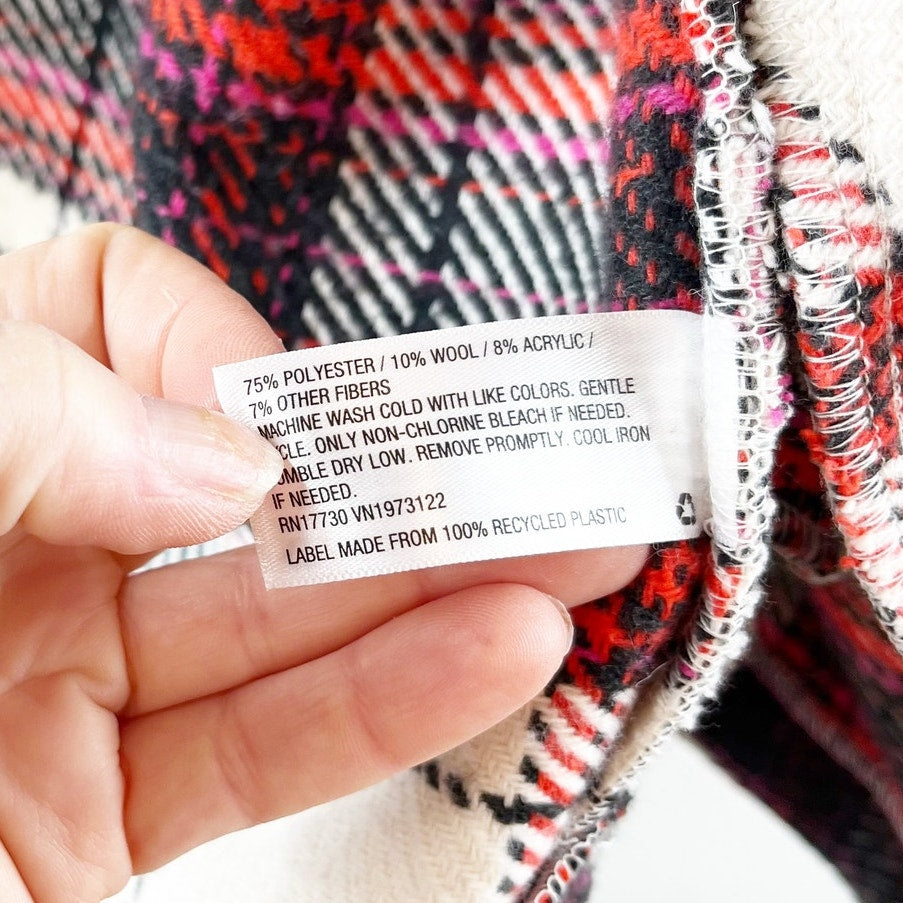 75% POLYESTER / 10% WOOL / 8% ACRYLIC /
7% OTHER FIBERS
MACHINE WASH COLD WITH LIKE COLORS. GENTLE
CLE. ONLY NON-CHLORINE BLEACH IF NEEDED.
UMBLE DRY LOW. REMOVE PROMPTLY. COOL IRON
IF NEEDED.
RN17730 VN1973122
LABEL MADE FROM 100% RECYCLED PLASTIC